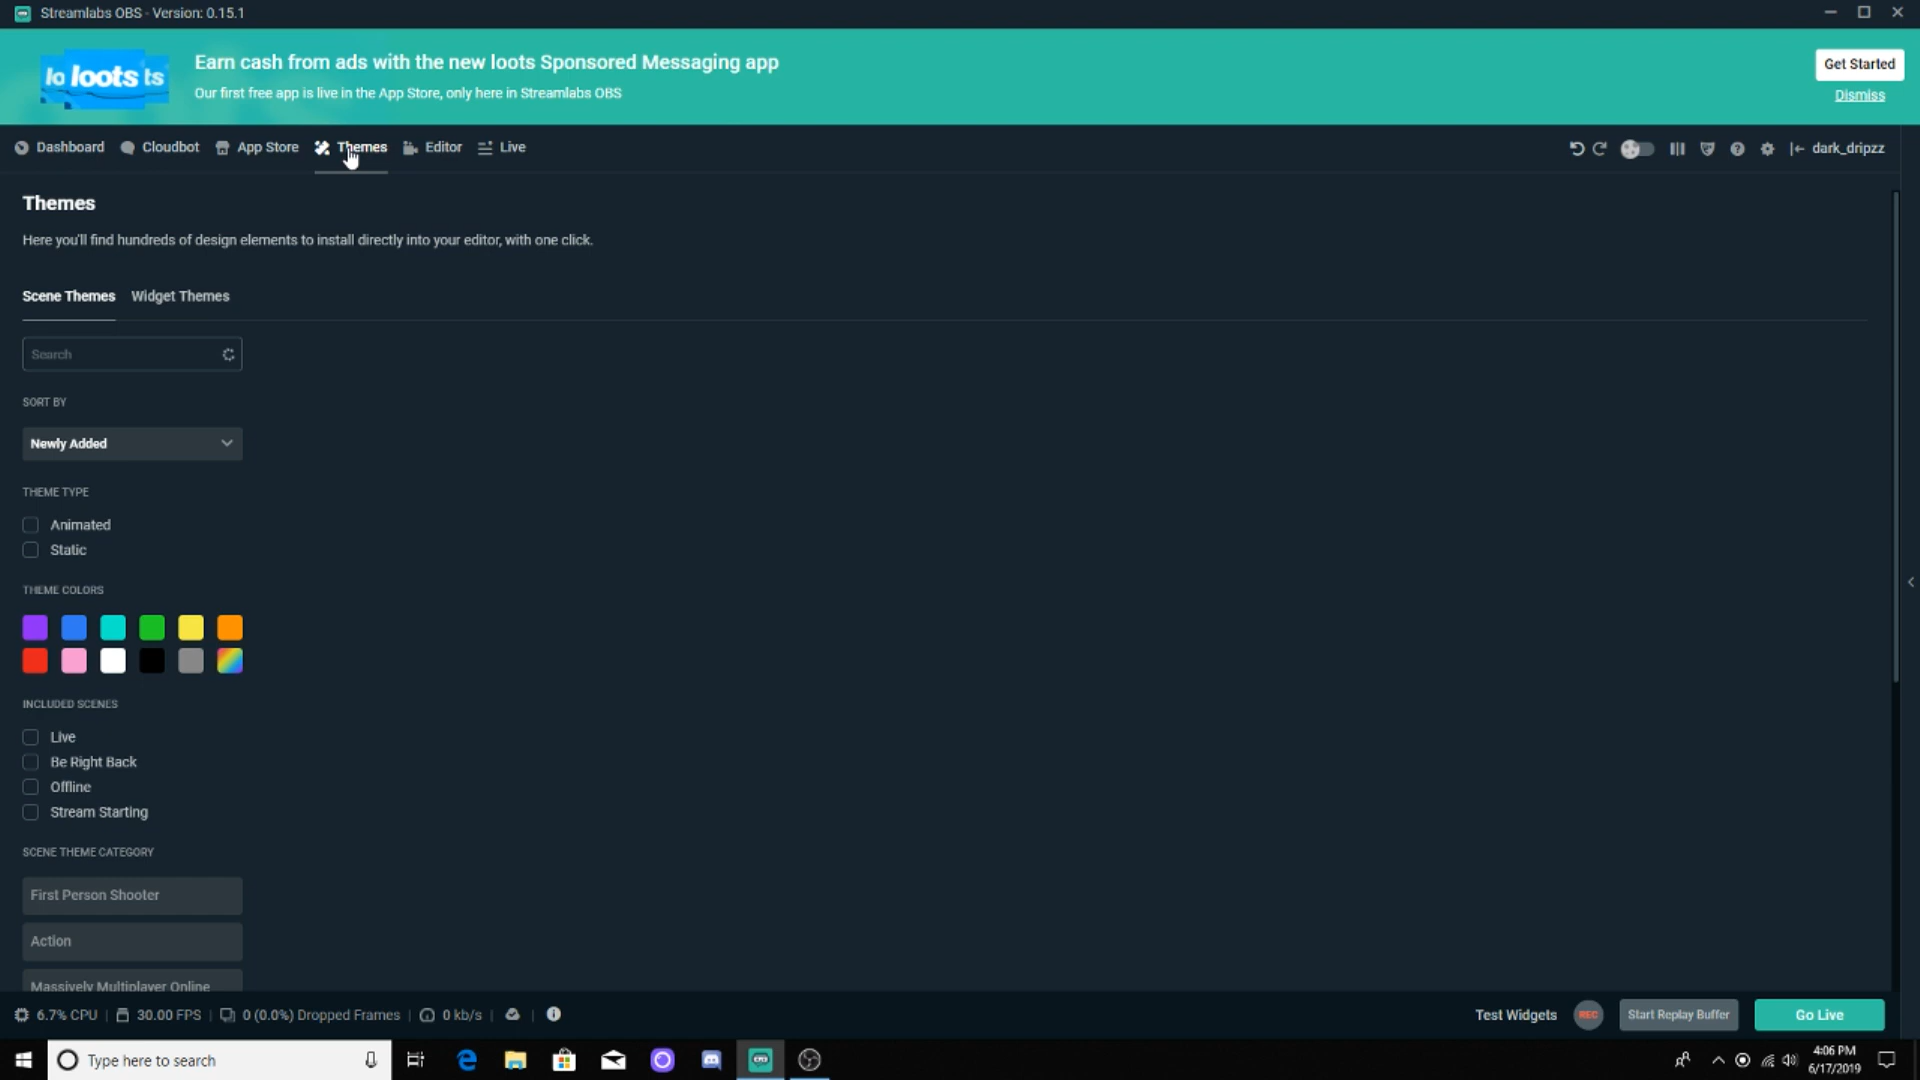 Streamlabs OBS - Version: 0.15.1
lo loots ts
Earn cash from ads with the new loots Sponsored Messaging app
Our first free app is live in the App Store, only here in Streamlabs OBS
Get Started
Dismiss
Dashboard Cloudbot App Store Themes Editor Live
dark_dripzz
Themes
Here you'll find hundreds of design elements to install directly into your editor, with one click.
Scene Themes Widget Themes
Search
SORT BY
Newly Added
THEME TYPE
Animated
Static
THEME COLORS
INCLUDED SCENES
Live
Be Right Back
Offline
Stream Starting
SCENE THEME CATEGORY
First Person Shooter
Action
Massively Multiplayer Online
6.7% CPU | 30.00 FPS | 0 (0.0%) Dropped Frames | 0 kb/s | |
Test Widgets REC Start Replay Buffer Go Live
Type here to search
4:06 PM
6/17/2019